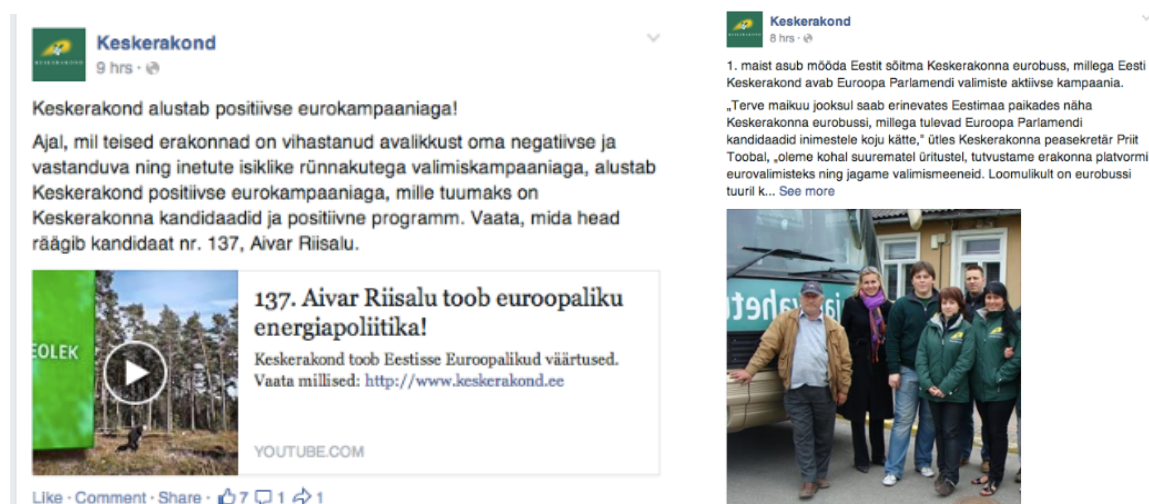 Keskerakond
9 hrs ·
Keskerakond alustab positiivse eurokampaaniaga!
Ajal, mil teised erakonnad on vihastanud avalikkust oma negatiivse ja
vastanduva ning inetute isiklike rünnakutega valimiskampaaniaga, alustab
Keskerakond positiivse eurokampaaniaga, mille tuumaks on
Keskerakonna kandidaadid ja positiivne programm. Vaata, mida head
räägib kandidaat nr. 137, Aivar Riisalu.
EOLEK
137. Aivar Riisalu toob euroopaliku
energiapoliitika!
Keskerakond toob Eestisse Euroopalikud väärtused.
Vaata millised: http://www.keskerakond.ee
YOUTUBE.COM
Like · Comment · Share · 7 1 1
Keskerakond
8 hrs ·
1. maist asub mööda Eestit sõitma Keskerakonna eurobuss, millega Eesti
Keskerakond avab Euroopa Parlamendi valimiste aktiivse kampaania.
„Terve maikuu jooksul saab erinevates Eestimaa paikades näha
Keskerakonna eurobussi, millega tulevad Euroopa Parlamendi
kandidaadid inimestele koju kätte,“ ütles Keskerakonna peasekretär Priit
Toobal, „oleme kohal suurematel üritustel, tutvustame erakonna platvormi
eurovalimisteks ning jagame valimismeeneid. Loomulikult on eurobussi
tuuril k... See more